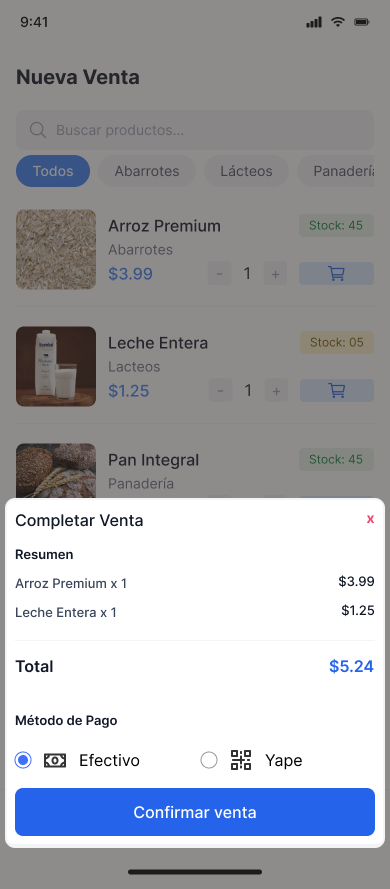 9:41
Nueva Venta
Buscar productos...
Todos Abarrotes Lácteos Panadería
Arroz Premium Stock: 45
Abarrotes
$3.99 - 1 +
Leche Entera Stock: 05
Lacteos
$1.25 - 1 +
Pan Integral Stock: 45
Panadería
Completar Venta x
Resumen
Arroz Premium x 1 $3.99
Leche Entera x 1 $1.25
Total $5.24
Método de Pago
Efectivo Yape
Confirmar venta